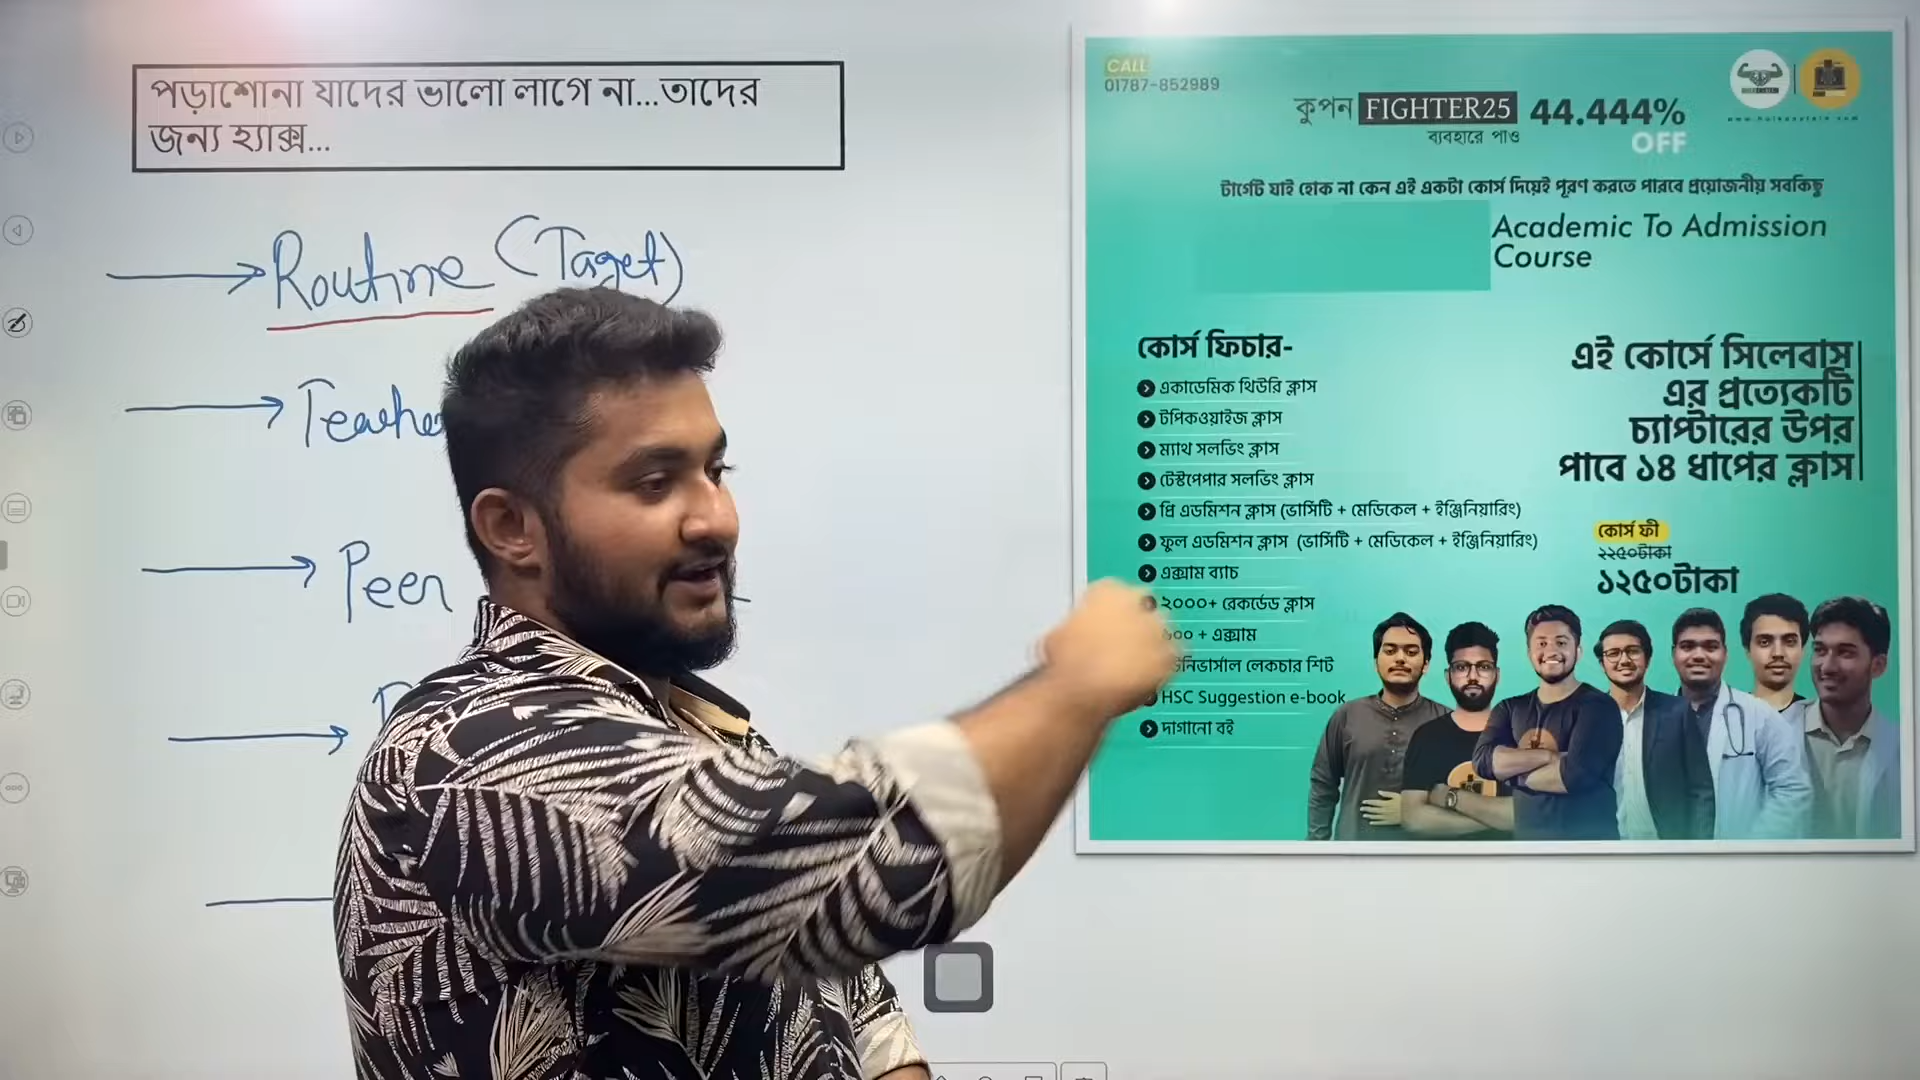 পড়াশোনা যাদের ভালো লাগে না...তাদের
জন্য হ্যাক্স...
Routine (Taget)
Teache
Peer
CALL
01787-852989
কুপন FIGHTER25 44.444%
ব্যবহারে পাও OFF
টার্গেট যাই হোক না কেন এই একটা কোর্স দিয়েই পূরণ করতে পারবে প্রয়োজনীয় সবকিছু
Academic To Admission
Course
কোর্স ফিচার-
একাডেমিক থিউরি ক্লাস
টপিকওয়াইজ ক্লাস
ম্যাথ সলভিং ক্লাস
টেস্টপেপার সলভিং ক্লাস
প্রি এডমিশন ক্লাস (ভার্সিটি + মেডিকেল + ইঞ্জিনিয়ারিং)
ফুল এডমিশন ক্লাস (ভার্সিটি + মেডিকেল + ইঞ্জিনিয়ারিং)
এক্সাম ব্যাচ
২০০০+ রেকর্ডেড ক্লাস
০০ + এক্সাম
নিভার্সাল লেকচার শিট
HSC Suggestion e-book
দাগানো বই
এই কোর্সে সিলেবাস
এর প্রত্যেকটি
চ্যাপ্টারের উপর
পাবে ১৪ ধাপের ক্লাস
কোর্স ফী
২২৫০টাকা
১২৫০টাকা